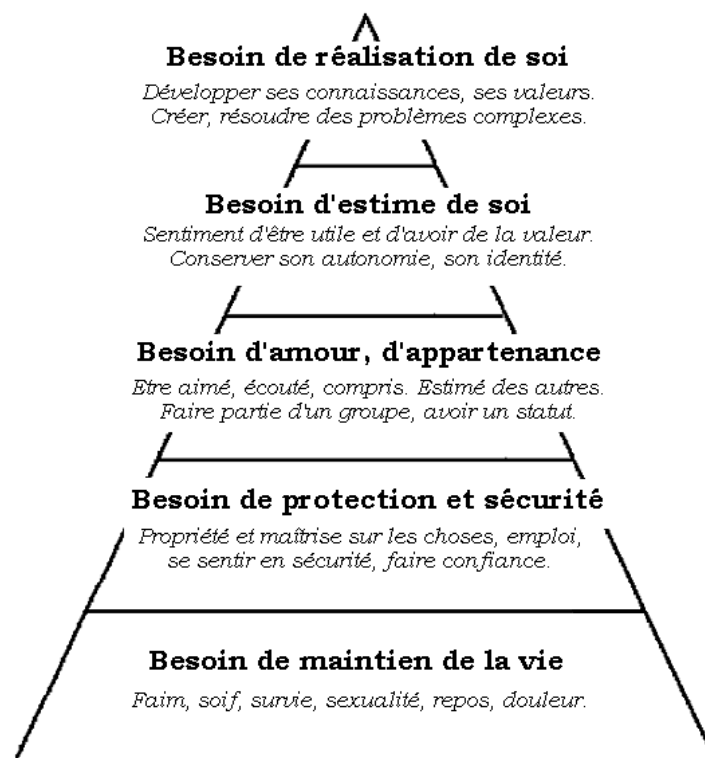 Besoin de réalisation de soi
Développer ses connaissances, ses valeurs.
Créer, résoudre des problèmes complexes.
Besoin d'estime de soi
Sentiment d'être utile et d'avoir de la valeur.
Conserver son autonomie, son identité.
Besoin d'amour, d'appartenance
Etre aimé, écouté, compris. Estimé des autres.
Faire partie d'un groupe, avoir un statut.
Besoin de protection et sécurité
Propriété et maîtrise sur les choses, emploi,
se sentir en sécurité, faire confiance.
Besoin de maintien de la vie
Faim, soif, survie, sexualité, repos, douleur.